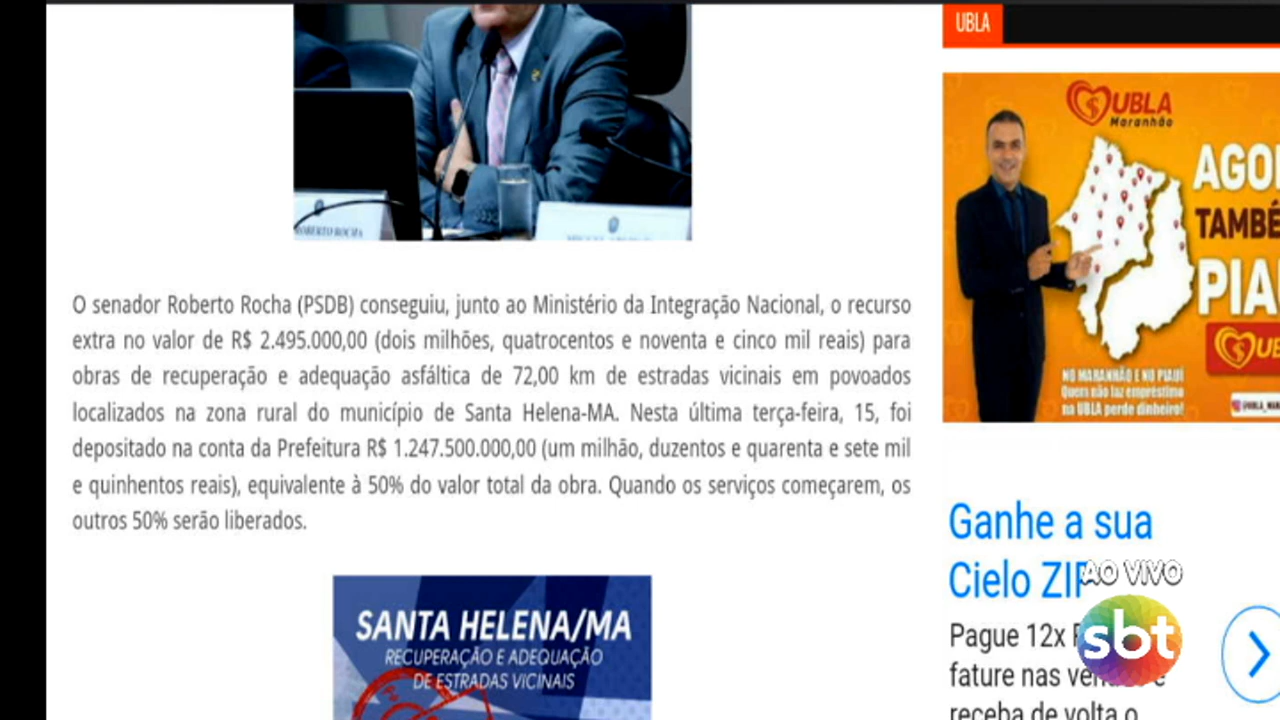 UBLA
UBLA
Maranhão
AGO
TAMBÉ
PIA
NO MARANHÃO E NO PIAUÍ
Quem não faz empréstimo
na UBLA perde dinheiro!
ROBERTO ROCHA
O senador Roberto Rocha (PSDB) conseguiu, junto ao Ministério da Integração Nacional, o recurso
extra no valor de R$ 2.495.000,00 (dois milhões, quatrocentos e noventa e cinco mil reais) para
obras de recuperação e adequação asfáltica de 72,00 km de estradas vicinais em povoados
localizados na zona rural do município de Santa Helena-MA. Nesta última terça-feira, 15, foi
depositado na conta da Prefeitura R$ 1.247.500.000,00 (um milhão, duzentos e quarenta e sete mil
e quinhentos reais), equivalente à 50% do valor total da obra. Quando os serviços começarem, os
outros 50% serão liberados.
SANTA HELENA/MA
RECUPERAÇÃO E ADEQUAÇÃO
DE ESTRADAS VICINAIS
Ganhe a sua
Cielo ZIP
AO VIVO
Pague 12x
sbt
fature nas
receba de volta o